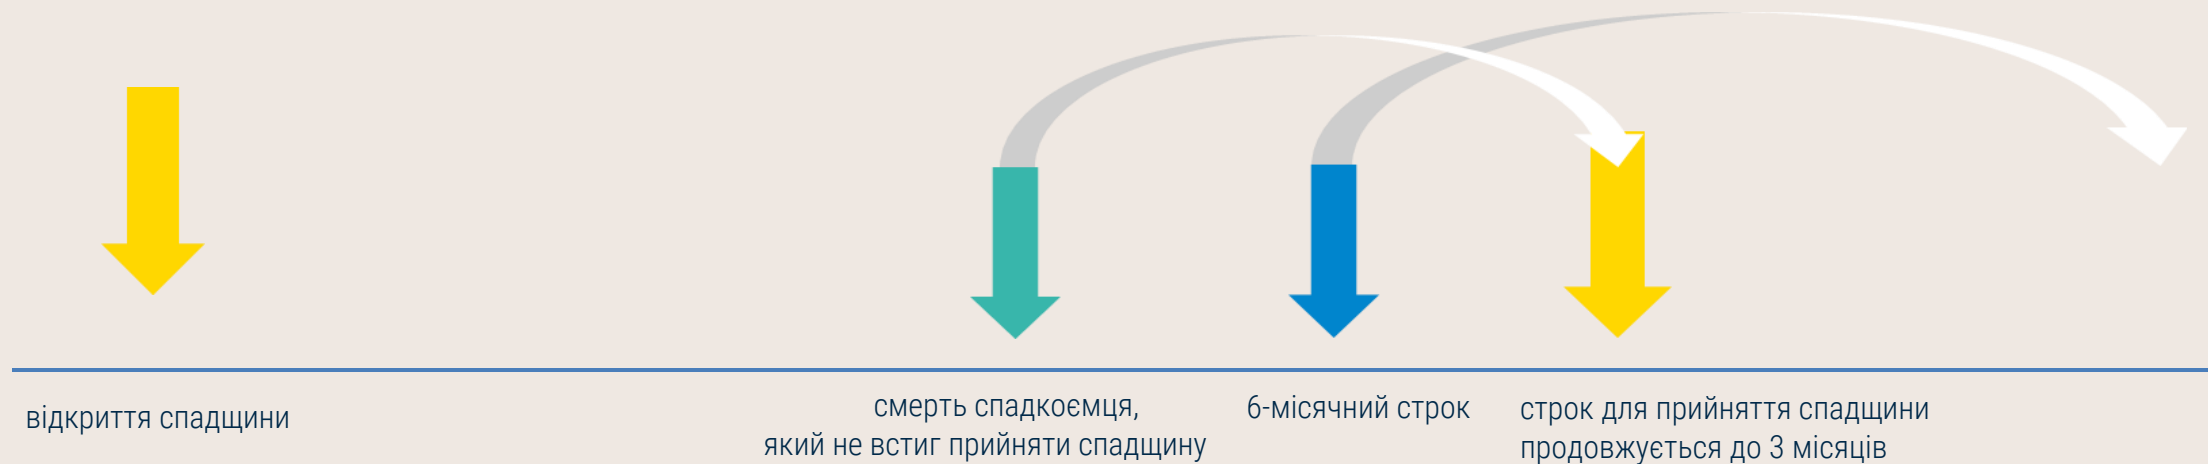 відкриття спадщини
смерть спадкоємця,
який не встиг прийняти спадщину
6-місячний строк
строк для прийняття спадщини
продовжується до 3 місяців